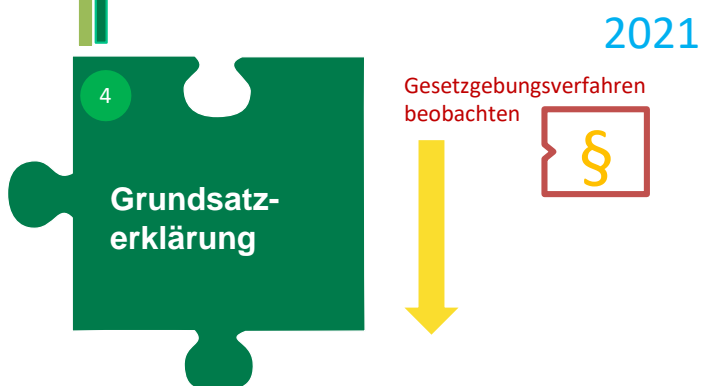 2021
Gesetzgebungsverfahren
beobachten
§
4
Grundsatz-
erklärung